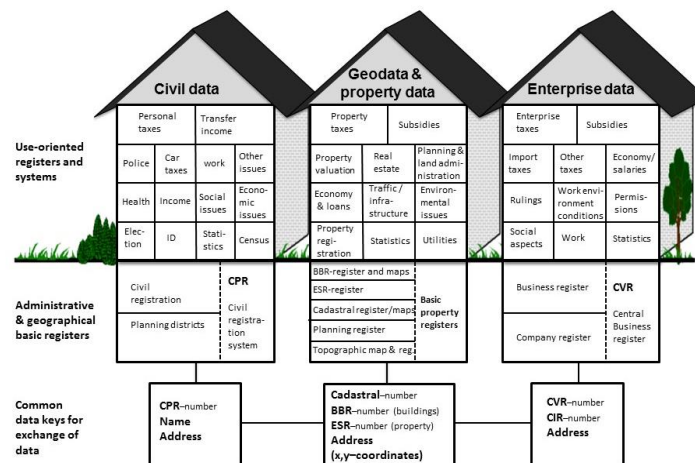 Civil data
Geodata &
property data
Enterprise data
Use-oriented
registers and
systems
Personal
taxes
Transfer
income
Police
Car
taxes
work
Other
issues
Health
Income
Social
issues
Econo-
mic
issues
Elec-
tion
ID
Stati-
stics
Census
Property
taxes
Subsidies
Property
valuation
Real
estate
Planning &
land admi-
nistration
Economy
& loans
Traffic /
infra-
structure
Environ-
mental
issues
Property
regi-
stration
Statistics
Utilities
Enterprise
taxes
Subsidies
Import
taxes
Other
taxes
Economy/
salaries
Rulings
Work envi-
ronment
conditions
Permis-
sions
Social
aspects
Work
Statistics
Administrative
& geographical
basic registers
Civil
registration
Planning districts
CPR
Civil
registra-
tion
system
BBR-register and maps
ESR-register
Cadastral register/maps
Planning register
Topographic map & reg.
Basic
property
registers
Business register
Company register
CVR
Central
Business
register
Common
data keys for
exchange of
data
CPR–number
Name
Address
Cadastral–number
BBR–number (buildings)
ESR–number (property)
Address
(x,y–coordinates)
CVR–number
CIR–number
Address